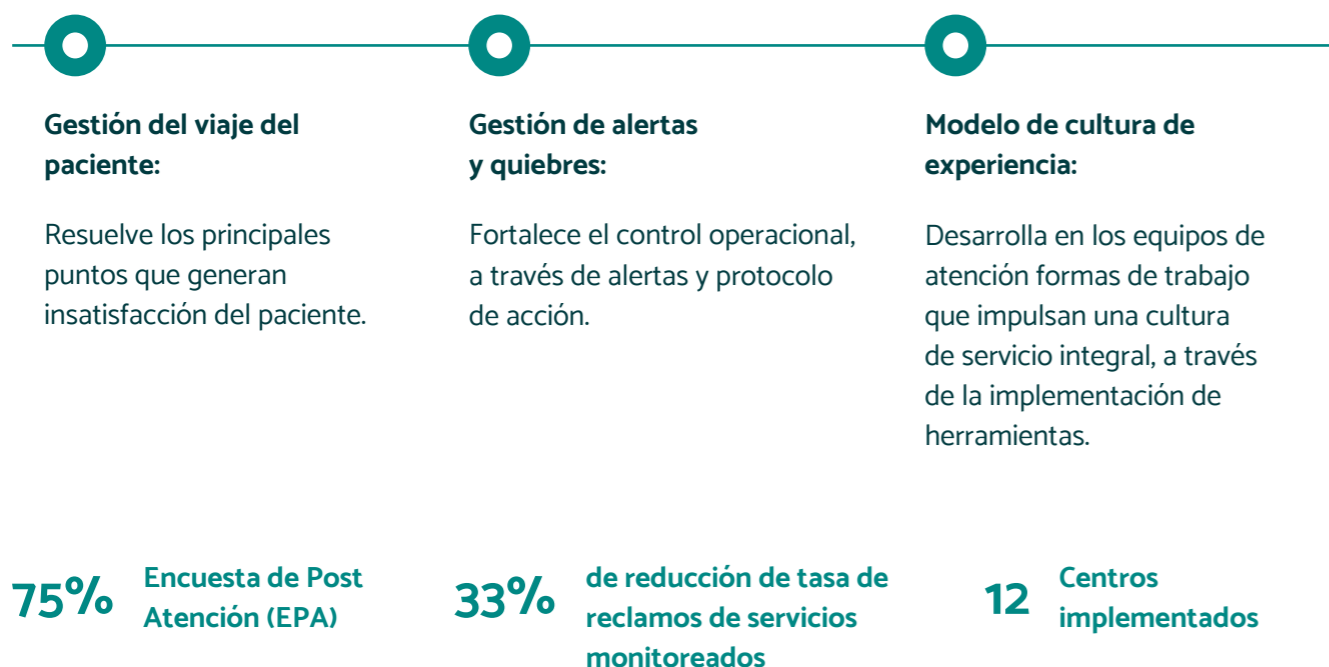 Gestión del viaje del
paciente:
Resuelve los principales
puntos que generan
insatisfacción del paciente.
Gestión de alertas
y quiebres:
Fortalece el control operacional,
a través de alertas y protocolo
de acción.
Modelo de cultura de
experiencia:
Desarrolla en los equipos de
atención formas de trabajo
que impulsan una cultura
de servicio integral, a través
de la implementación de
herramientas.
75%
Encuesta de Post
Atención (EPA)
33%
de reducción de tasa de
reclamos de servicios
monitoreados
12
Centros
implementados